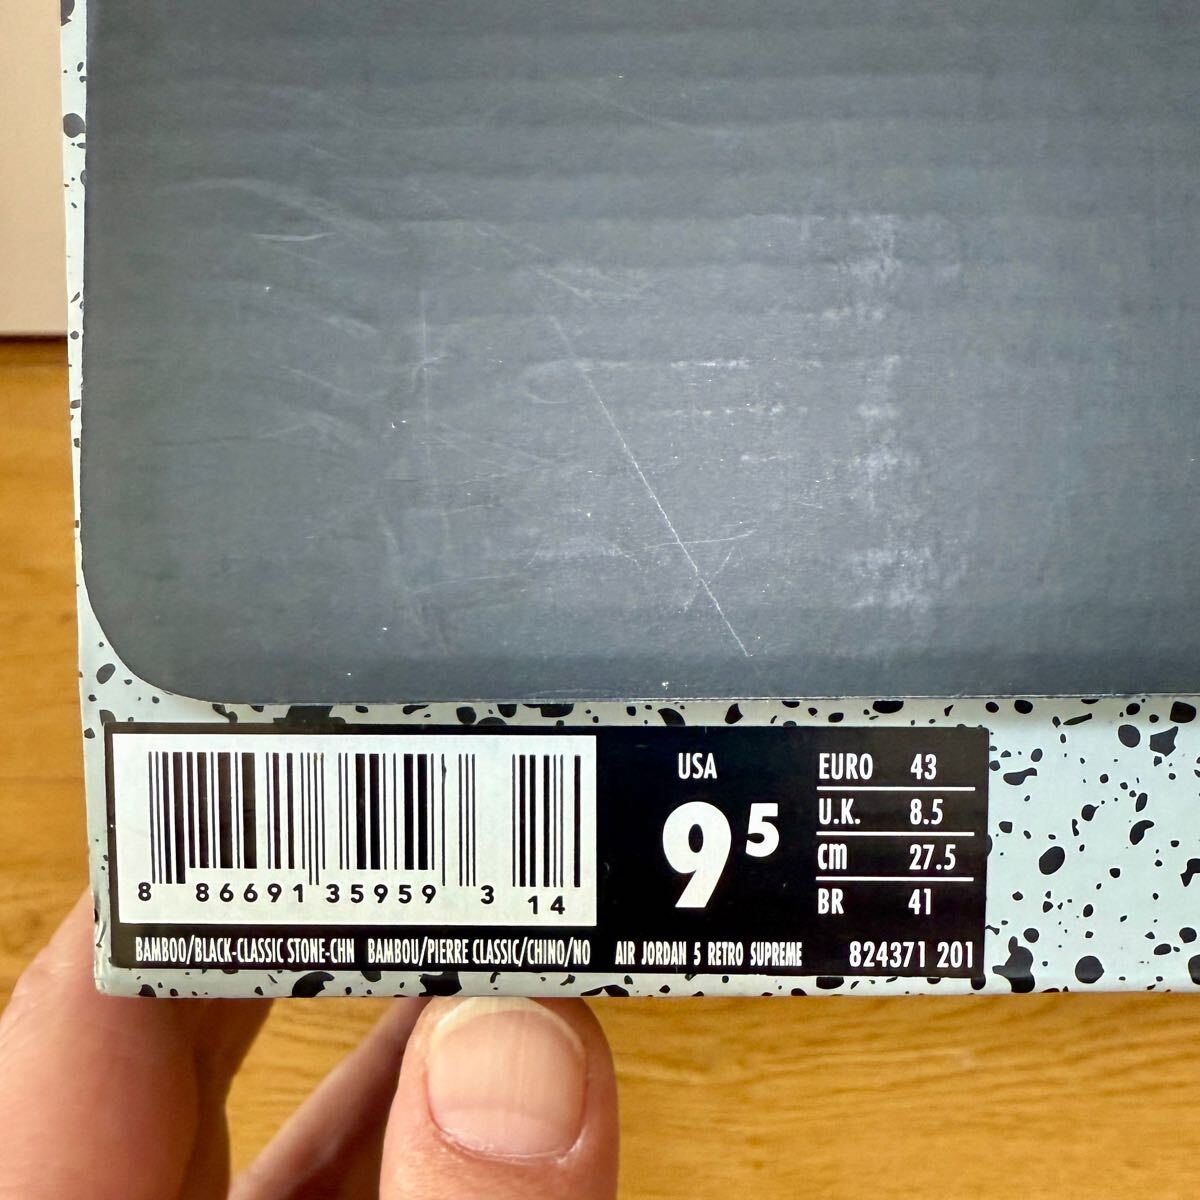 USA
9 5
EURO 43
U.K. 8.5
cm 27.5
BR 41
8 86691 35959 3 14
BAMBOO/BLACK-CLASSIC STONE-CHN BAMBOU/PIERRE CLASSIC/CHINO/NO AIR JORDAN 5 RETRO SUPREME 824371 201